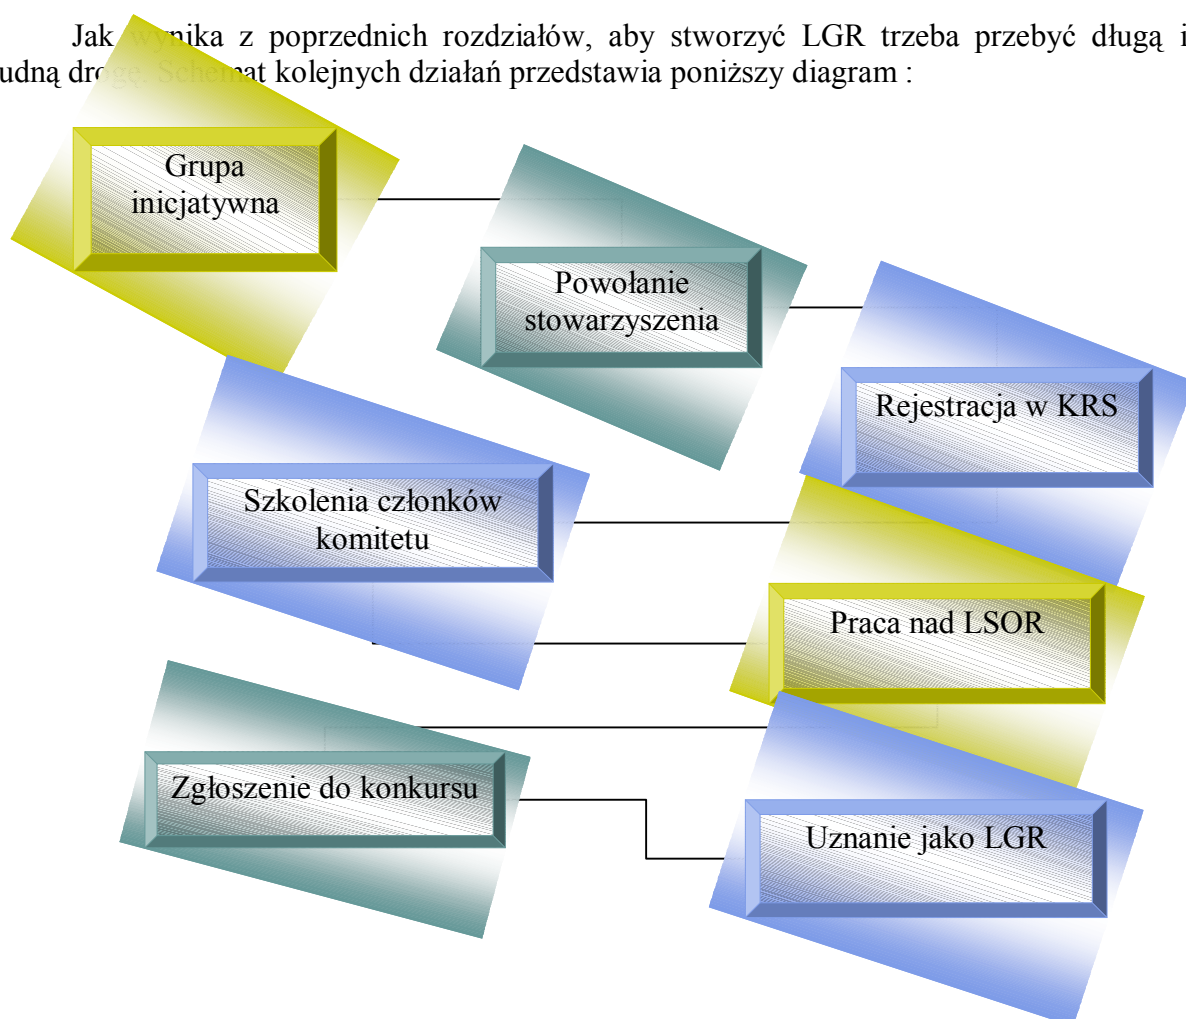 Jak wynika z poprzednich rozdziałów, aby stworzyć LGR trzeba przebyć długą i
udną drogę. Schemat kolejnych działań przedstawia poniższy diagram :
Grupa
inicjatywna
Powołanie
stowarzyszenia
Rejestracja w KRS
Szkolenia członków
komitetu
Praca nad LSOR
Zgłoszenie do konkursu
Uznanie jako LGR